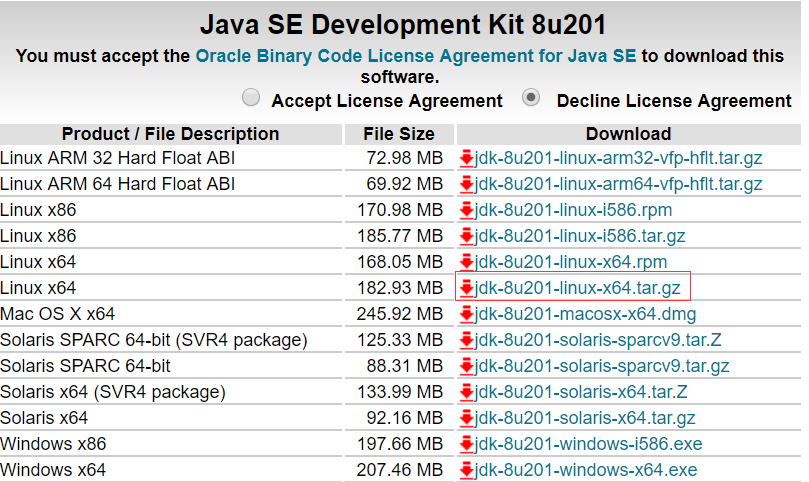 Java SE Development Kit 8u201
You must accept the Oracle Binary Code License Agreement for Java SE to download this
software.
Accept License Agreement Decline License Agreement
Product / File Description File Size Download
Linux ARM 32 Hard Float ABI 72.98 MB jdk-8u201-linux-arm32-vfp-hflt.tar.gz
Linux ARM 64 Hard Float ABI 69.92 MB jdk-8u201-linux-arm64-vfp-hflt.tar.gz
Linux x86 170.98 MB jdk-8u201-linux-i586.rpm
Linux x86 185.77 MB jdk-8u201-linux-i586.tar.gz
Linux x64 168.05 MB jdk-8u201-linux-x64.rpm
Linux x64 182.93 MB jdk-8u201-linux-x64.tar.gz
Mac OS X x64 245.92 MB jdk-8u201-macosx-x64.dmg
Solaris SPARC 64-bit (SVR4 package) 125.33 MB jdk-8u201-solaris-sparcv9.tar.Z
Solaris SPARC 64-bit 88.31 MB jdk-8u201-solaris-sparcv9.tar.gz
Solaris x64 (SVR4 package) 133.99 MB jdk-8u201-solaris-x64.tar.Z
Solaris x64 92.16 MB jdk-8u201-solaris-x64.tar.gz
Windows x86 197.66 MB jdk-8u201-windows-i586.exe
Windows x64 207.46 MB jdk-8u201-windows-x64.exe